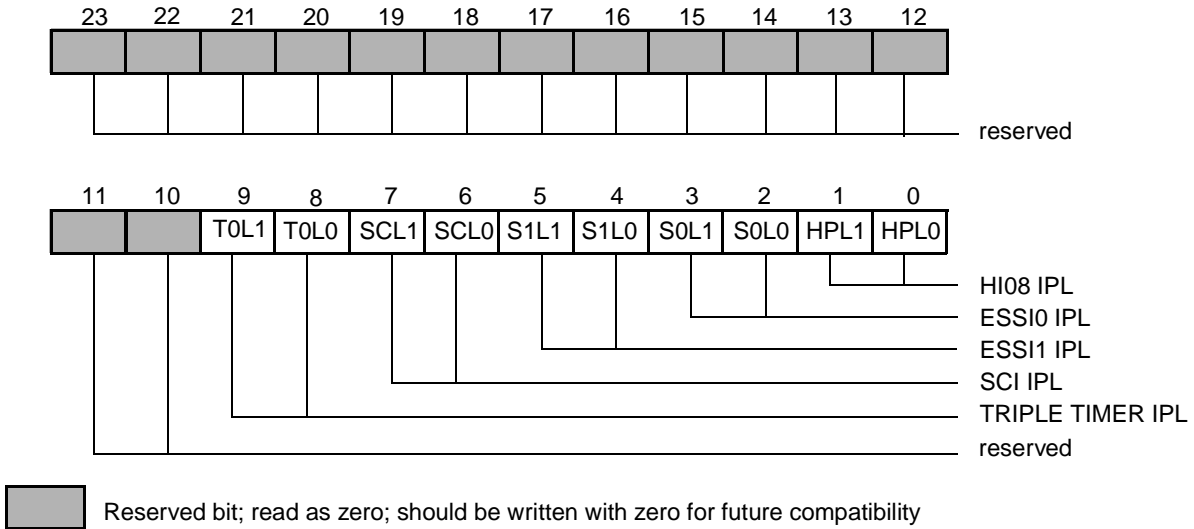 23 22 21 20 19 18 17 16 15 14 13 12
reserved
11 10 9 8 7 6 5 4 3 2 1 0
T0L1 T0L0 SCL1 SCL0 S1L1 S1L0 S0L1 S0L0 HPL1 HPL0
HI08 IPL
ESSI0 IPL
ESSI1 IPL
SCI IPL
TRIPLE TIMER IPL
reserved
Reserved bit; read as zero; should be written with zero for future compatibility